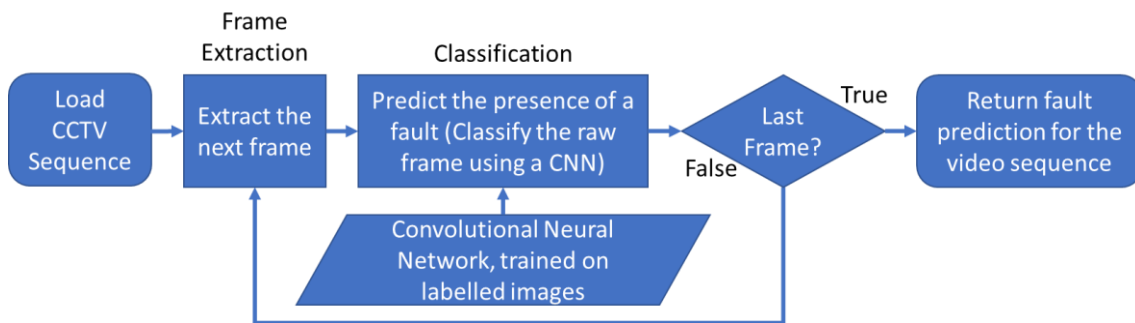 Frame
Extraction
Classification
Load
CCTV
Sequence
Extract the
next frame
Predict the presence of a
fault (Classify the raw
frame using a CNN)
Last
Frame?
True
False
Return fault
prediction for the
video sequence
Convolutional Neural
Network, trained on
labelled images